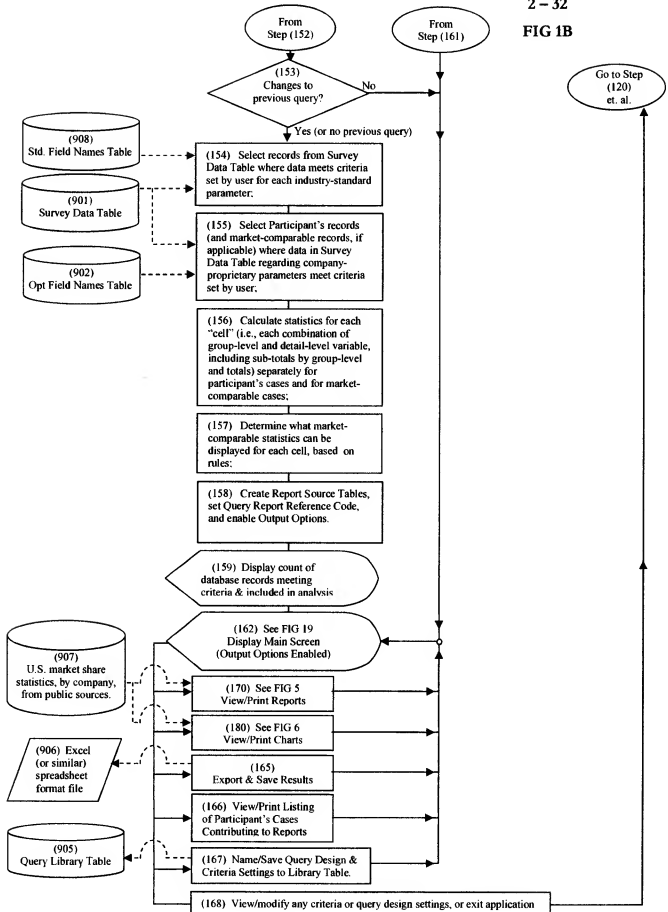 2 – 32
FIG 1B
From
Step (152)
From
Step (161)
Go to Step
(120)
et. al.
(153)
Changes to
previous query?
No
Yes (or no previous query)
(908)
Std. Field Names Table
(901)
Survey Data Table
(902)
Opt Field Names Table
(154) Select records from Survey
Data Table where data meets criteria
set by user for each industry-standard
parameter;
(155) Select Participant's records
(and market-comparable records, if
applicable) where data in Survey
Data Table regarding company-
proprietary parameters meet criteria
set by user;
(156) Calculate statistics for each
"cell" (i.e., each combination of
group-level and detail-level variable,
including sub-totals by group-level
and totals) separately for
participant's cases and for market-
comparable cases;
(157) Determine what market-
comparable statistics can be
displayed for each cell, based on
rules;
(158) Create Report Source Tables,
set Query Report Reference Code,
and enable Output Options.
(159) Display count of
database records meeting
criteria & included in analysis
(162) See FIG 19
Display Main Screen
(Output Options Enabled)
(907)
U.S. market share
statistics, by company,
from public sources.
(170) See FIG 5
View/Print Reports
(180) See FIG 6
View/Print Charts
(906) Excel
(or similar)
spreadsheet
format file
(165)
Export & Save Results
(166) View/Print Listing
of Participant's Cases
Contributing to Reports
(905)
Query Library Table
(167) Name/Save Query Design &
Criteria Settings to Library Table.
(168) View/modify any criteria or query design settings, or exit application